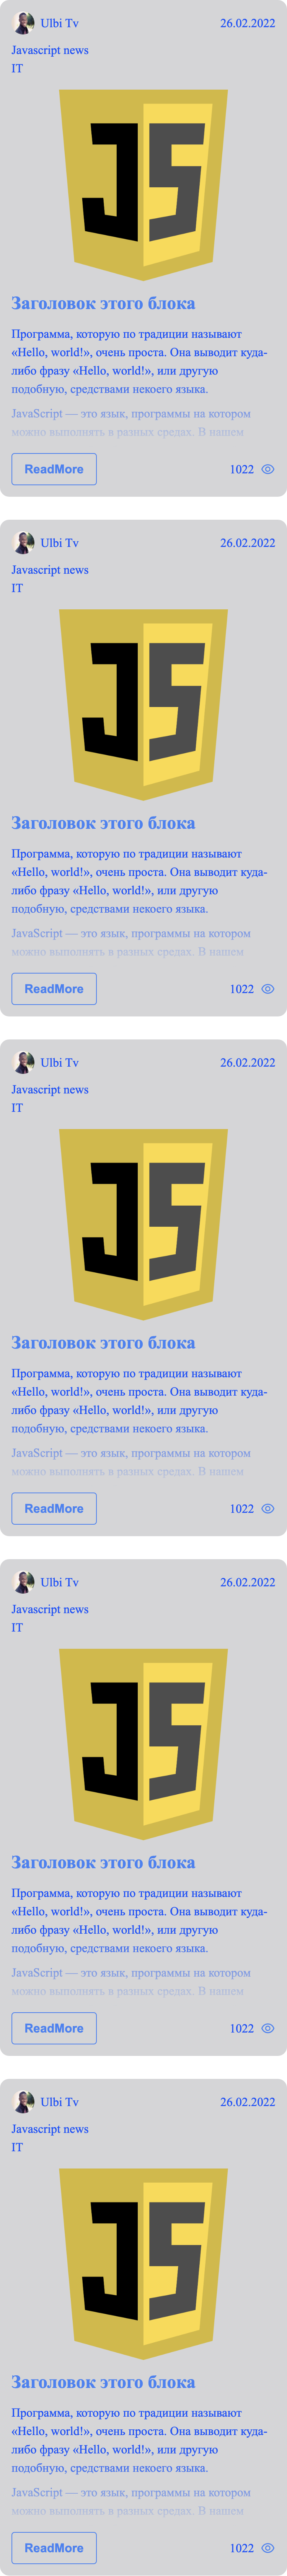 Ulbi Tv 26.02.2022
Javascript news
IT
JS
Заголовок этого блока
Программа, которую по традиции называют
«Hello, world!», очень проста. Она выводит куда-
либо фразу «Hello, world!», или другую
подобную, средствами некоего языка.
JavaScript — это язык, программы на котором
можно выполнять в разных средах. В нашем
ReadMore 1022
Ulbi Tv 26.02.2022
Javascript news
IT
JS
Заголовок этого блока
Программа, которую по традиции называют
«Hello, world!», очень проста. Она выводит куда-
либо фразу «Hello, world!», или другую
подобную, средствами некоего языка.
JavaScript — это язык, программы на котором
можно выполнять в разных средах. В нашем
ReadMore 1022
Ulbi Tv 26.02.2022
Javascript news
IT
JS
Заголовок этого блока
Программа, которую по традиции называют
«Hello, world!», очень проста. Она выводит куда-
либо фразу «Hello, world!», или другую
подобную, средствами некоего языка.
JavaScript — это язык, программы на котором
можно выполнять в разных средах. В нашем
ReadMore 1022
Ulbi Tv 26.02.2022
Javascript news
IT
JS
Заголовок этого блока
Программа, которую по традиции называют
«Hello, world!», очень проста. Она выводит куда-
либо фразу «Hello, world!», или другую
подобную, средствами некоего языка.
JavaScript — это язык, программы на котором
можно выполнять в разных средах. В нашем
ReadMore 1022
Ulbi Tv 26.02.2022
Javascript news
IT
JS
Заголовок этого блока
Программа, которую по традиции называют
«Hello, world!», очень проста. Она выводит куда-
либо фразу «Hello, world!», или другую
подобную, средствами некоего языка.
JavaScript — это язык, программы на котором
можно выполнять в разных средах. В нашем
ReadMore 1022